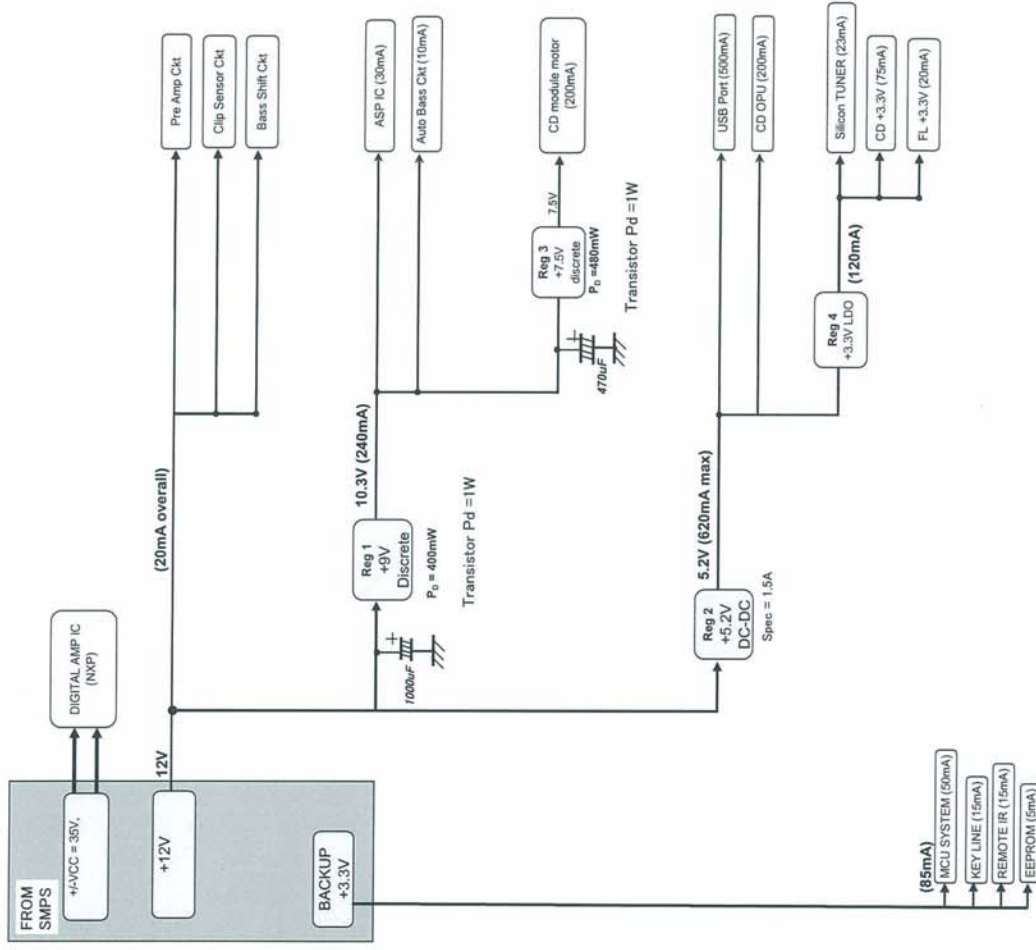 FROM
SMPS
+/-VCC = 35V,
DIGITAL AMP IC
(NXP)
+12V
12V
BACKUP
+3.3V
(20mA overall)
Pre Amp Ckt
Clip Sensor Ckt
Bass Shift Ckt
1000uF
+
Reg 1
+9V
Discrete
PD = 400mW
Transistor Pd =1W
10.3V (240mA)
ASP IC (30mA)
Auto Bass Ckt (10mA)
470uF
+
Reg 3
+7.5V
discrete
PD =480mW
Transistor Pd =1W
7.5V
CD module motor
(200mA)
Reg 2
+5.2V
DC-DC
Spec = 1.5A
5.2V (620mA max)
USB Port (500mA)
CD OPU (200mA)
Reg 4
+3.3V LDO
(120mA)
Silicon TUNER (23mA)
CD +3.3V (75mA)
FL +3.3V (20mA)
(85mA)
MCU SYSTEM (50mA)
KEY LINE (15mA)
REMOTE IR (15mA)
EEPROM (5mA)